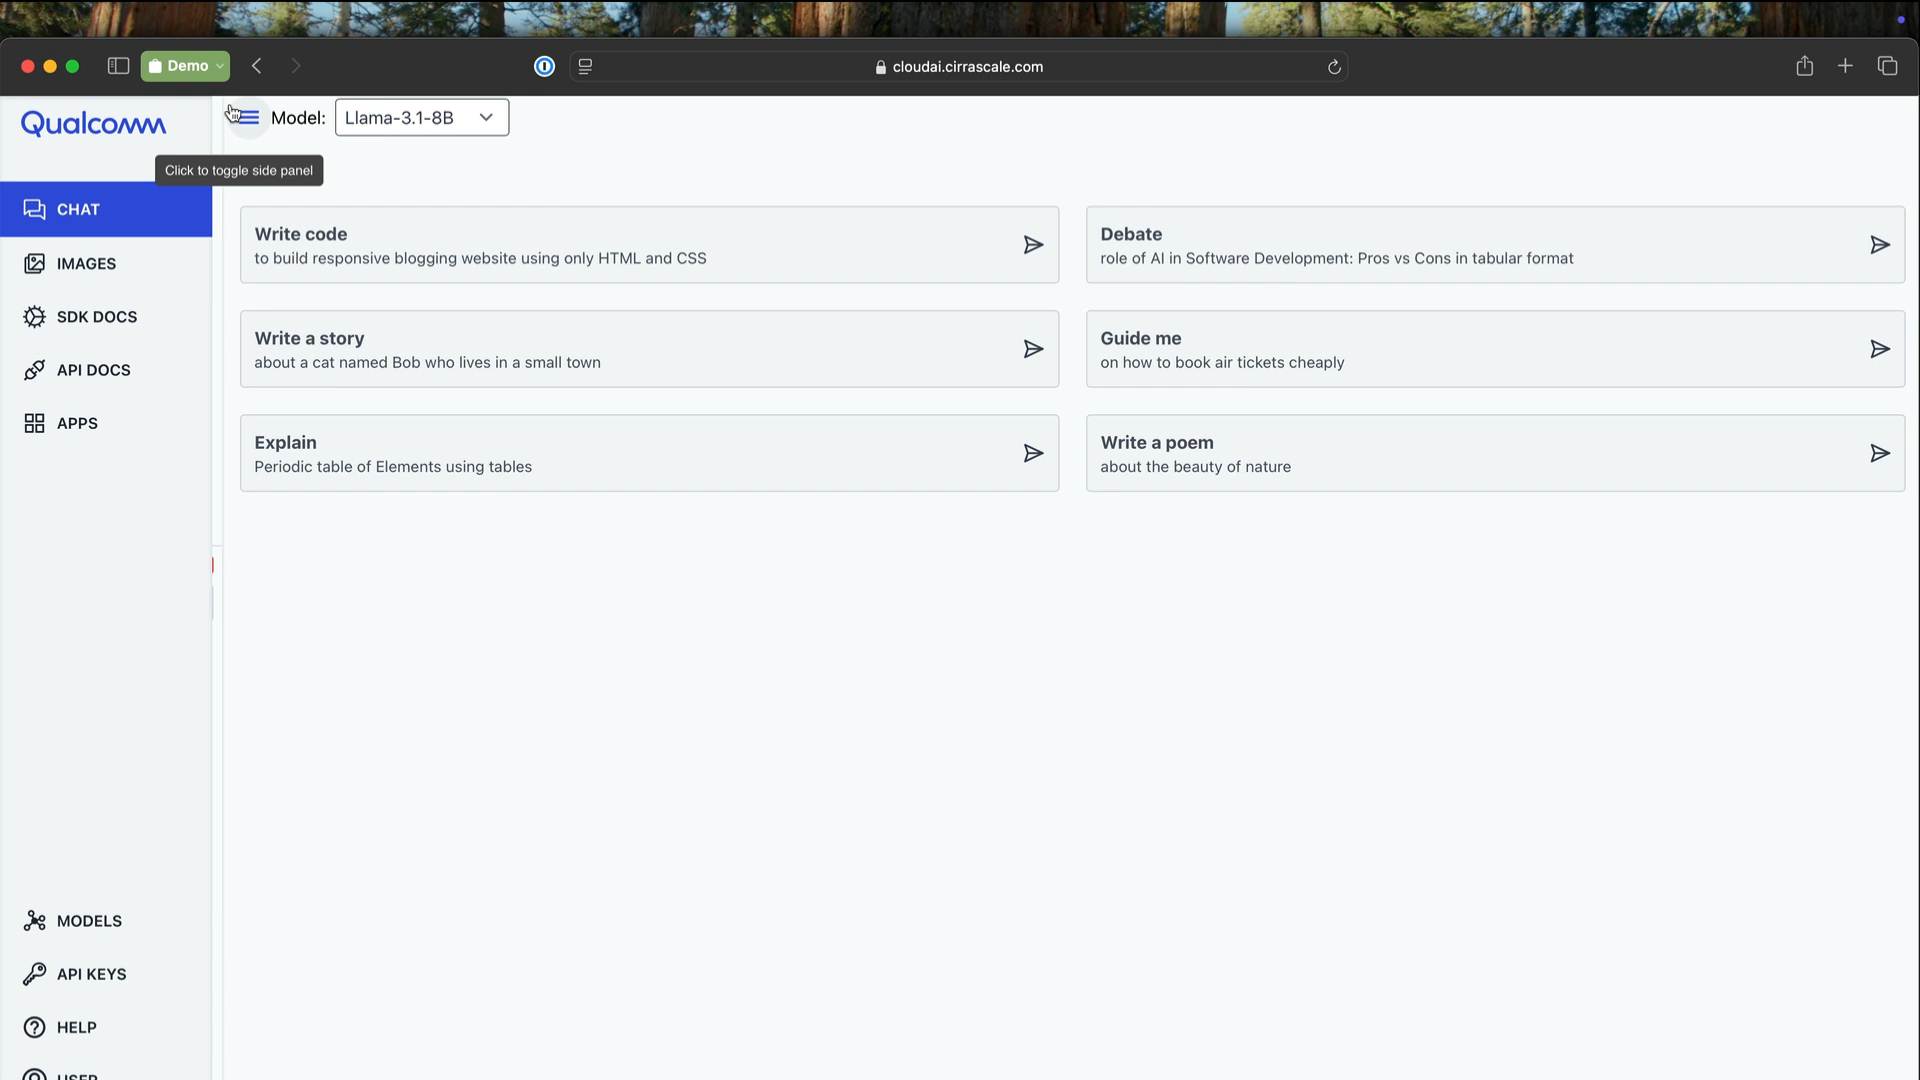 Demo
cloudai.cirrascale.com
Qualcomm
Model:
Llama-3.1-8B
Click to toggle side panel
CHAT
IMAGES
SDK DOCS
API DOCS
APPS
Write code
to build responsive blogging website using only HTML and CSS
Debate
role of AI in Software Development: Pros vs Cons in tabular format
Write a story
about a cat named Bob who lives in a small town
Guide me
on how to book air tickets cheaply
Explain
Periodic table of Elements using tables
Write a poem
about the beauty of nature
MODELS
API KEYS
HELP
USER